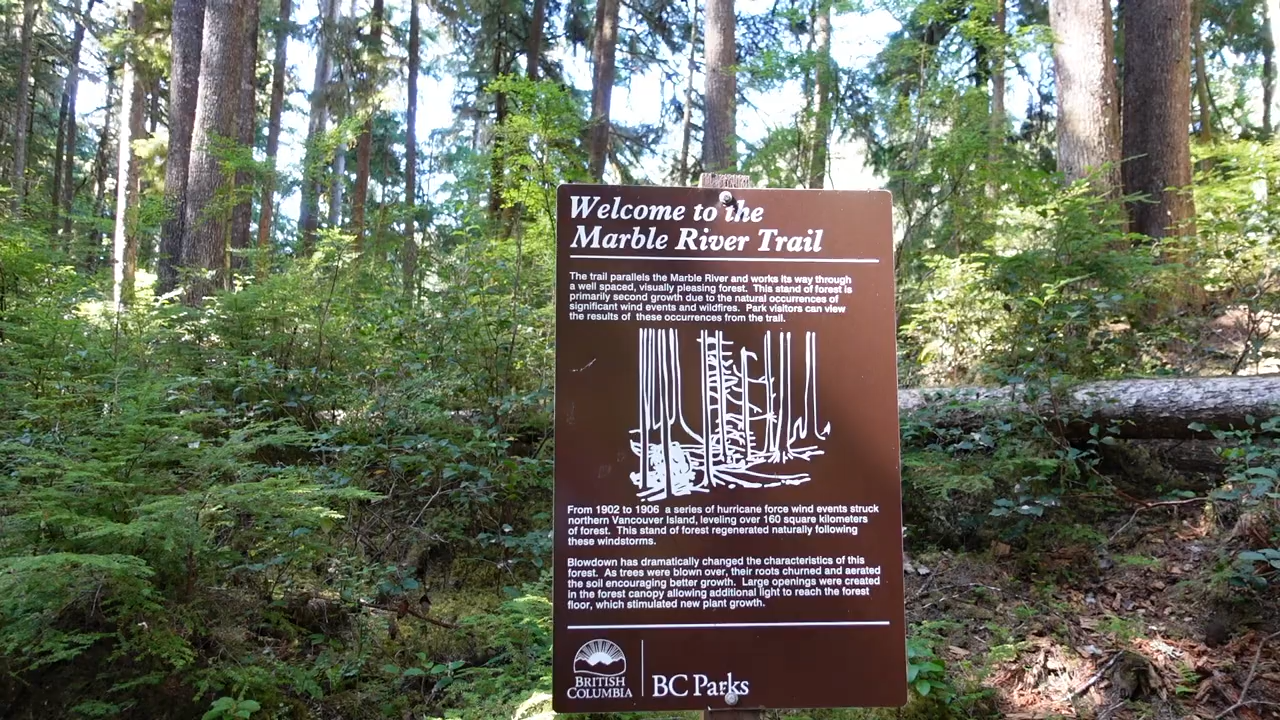 Welcome to the
Marble River Trail
The trail parallels the Marble River and works its way through
a well spaced, visually pleasing forest. This stand of forest is
primarily second growth due to the natural occurrences of
significant wind events and wildfires. Park visitors can view
the results of these occurrences from the trail.
From 1902 to 1906 a series of hurricane force wind events struck
northern Vancouver Island, leveling over 160 square kilometers
of forest. This stand of forest regenerated naturally following
these windstorms.
Blowdown has dramatically changed the characteristics of this
forest. As trees were blown over, their roots churned and aerated
the soil encouraging better growth. Large openings were created
in the forest canopy allowing additional light to reach the forest
floor, which stimulated new plant growth.
BRITISH
COLUMBIA
BC Parks